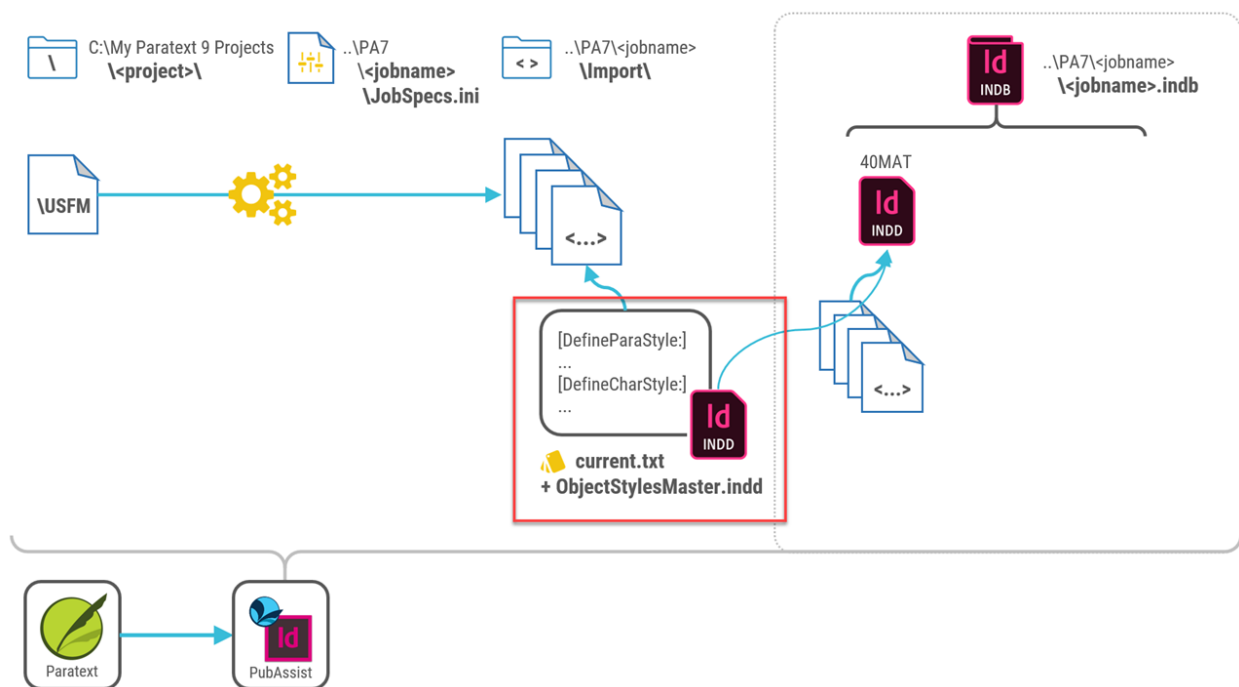 C:\My Paratext 9 Projects
\<project>\
\
..\PA7
\<jobname>
\JobSpecs.ini
..\PA7\<jobname>
\Import\
< >
Id
INDB
..\PA7\<jobname>
\<jobname>.indb
\USFM
<...>
40MAT
Id
INDD
[DefineParaStyle:]
...
[DefineCharStyle:]
...
Id
INDD
current.txt
+ ObjectStylesMaster.indd
<...>
Paratext
Id
PubAssist